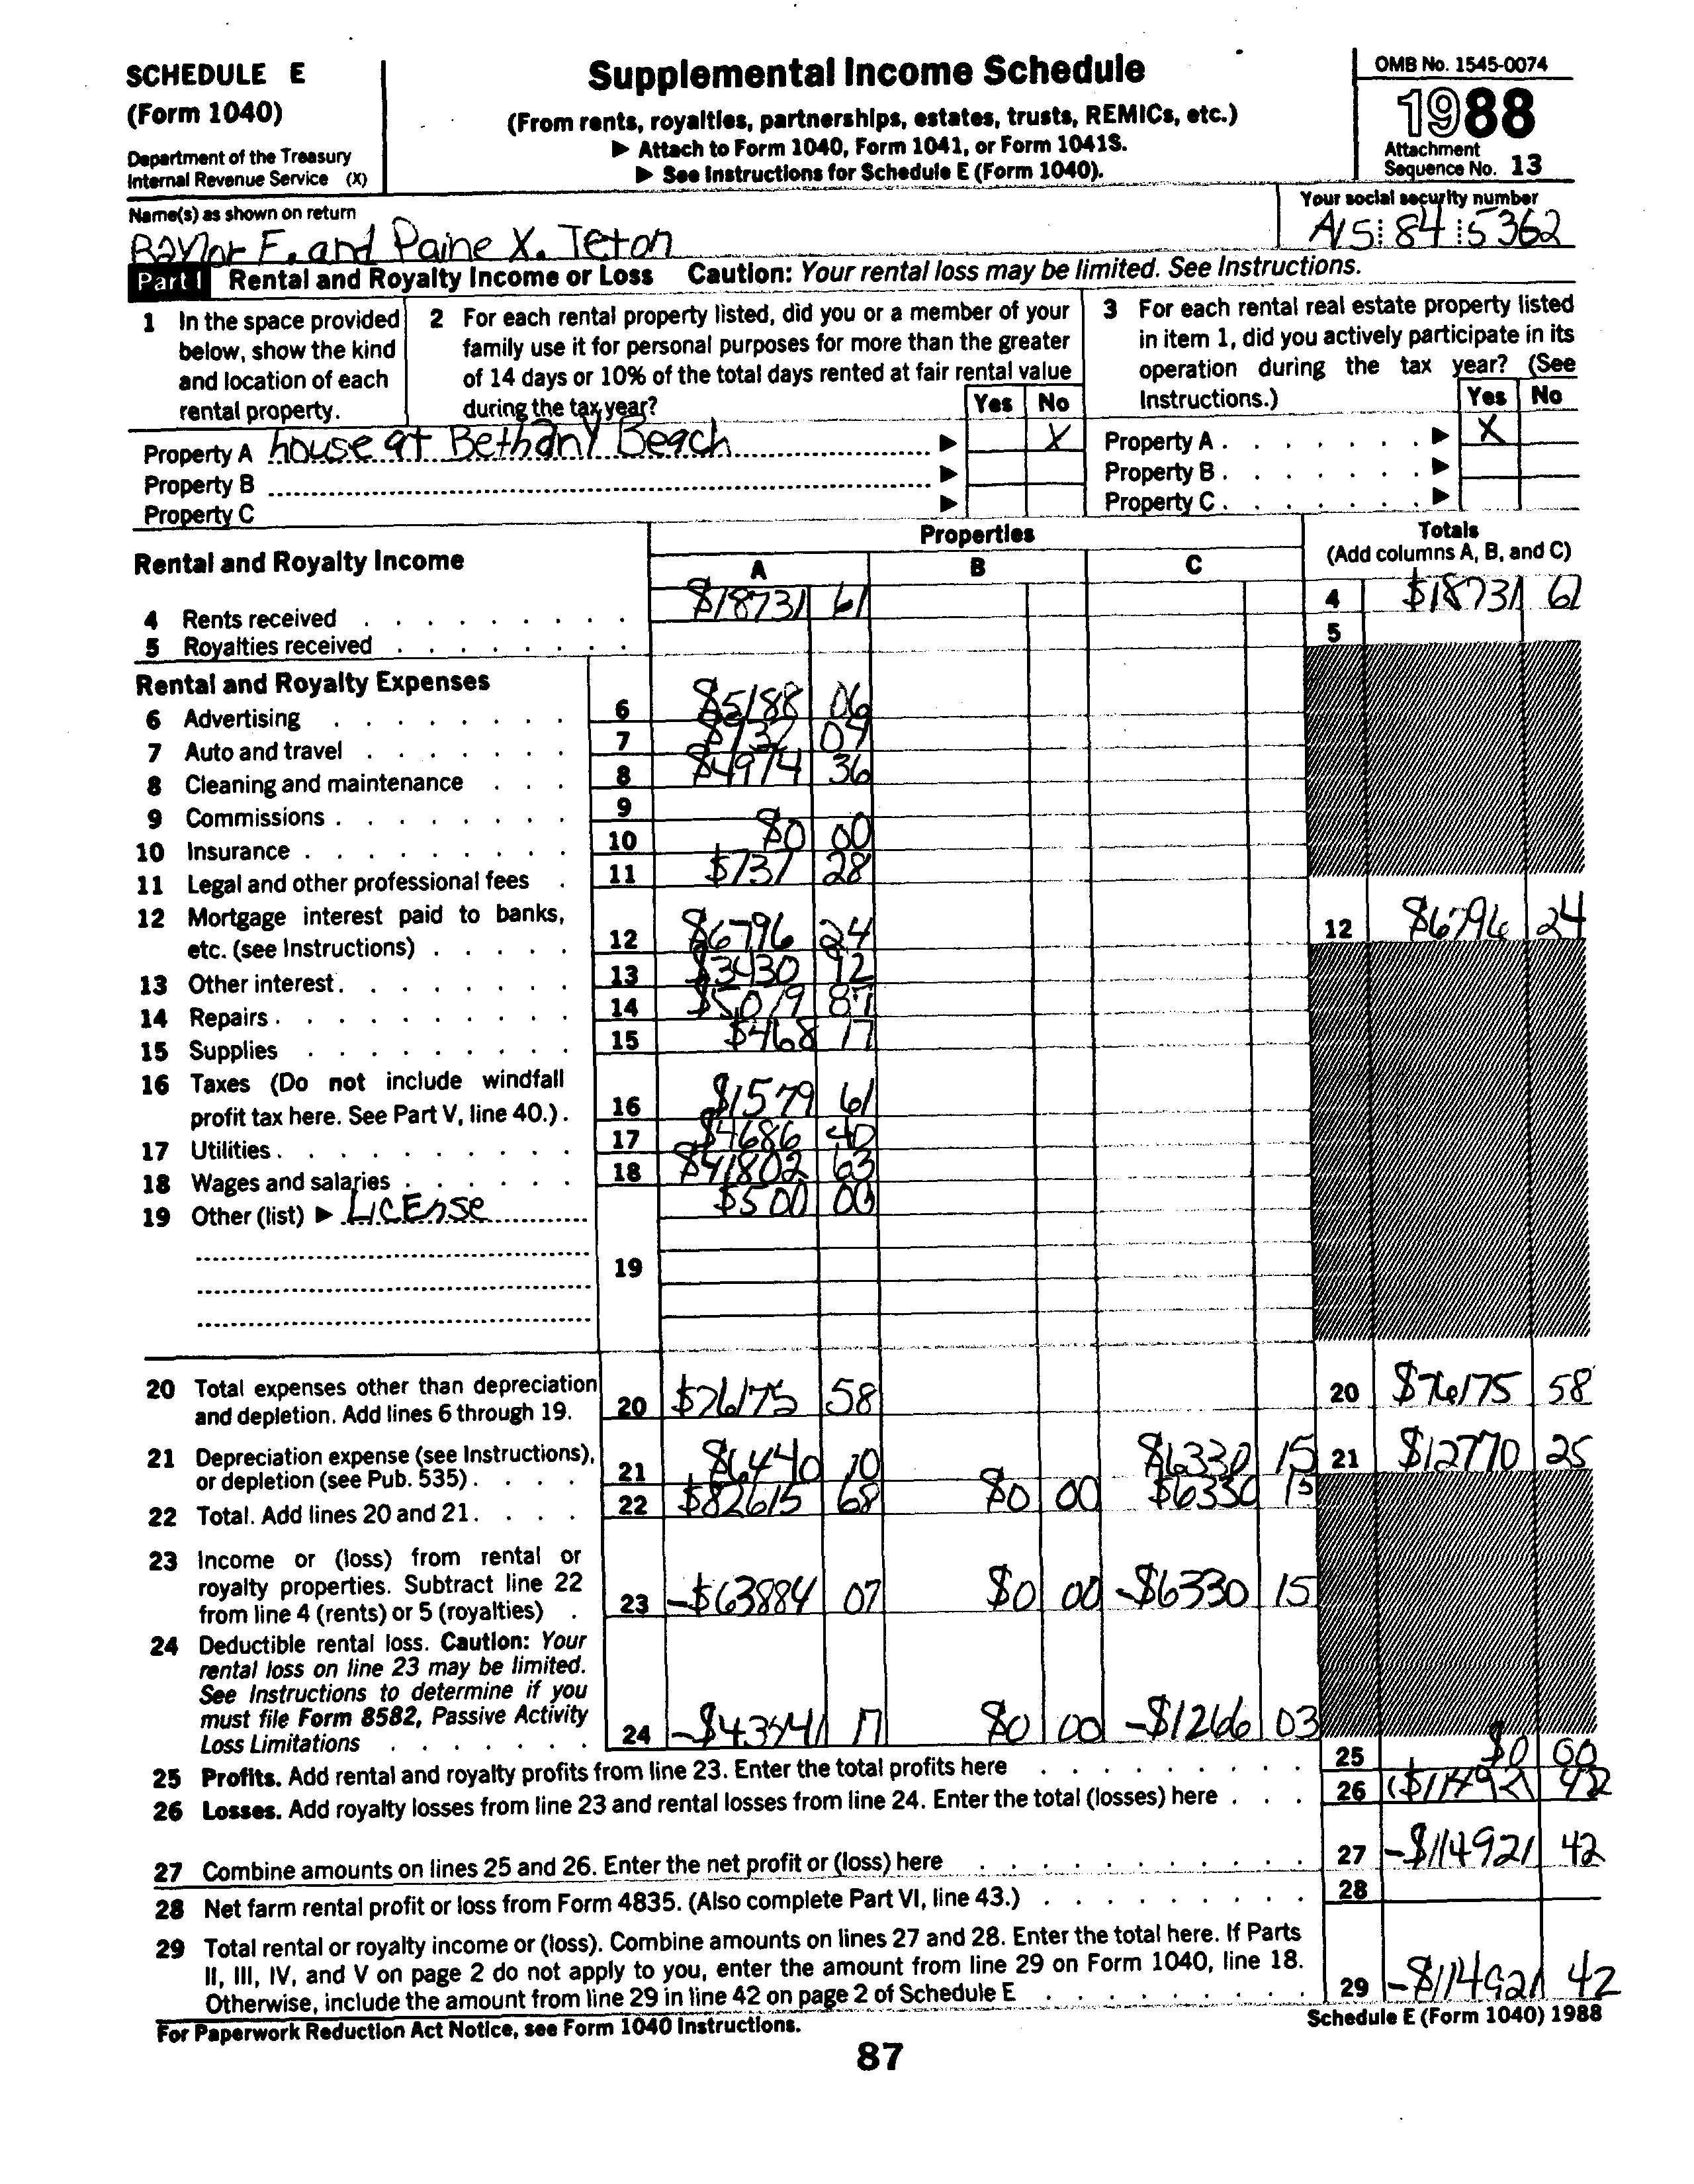 SCHEDULE E
(Form 1040)
Department of the Treasury
Internal Revenue Service (X)
Supplemental Income Schedule
(From rents, royalties, partnerships, estates, trusts, REMICs, etc.)
▶ Attach to Form 1040, Form 1041, or Form 1041S.
▶ See Instructions for Schedule E (Form 1040).
OMB No. 1545-0074
1988
Attachment
Sequence No. 13
Name(s) as shown on return
Baylor F. and Paine X. Teton
Your social security number
A15 84 5362
Part I Rental and Royalty Income or Loss Caution: Your rental loss may be limited. See Instructions.
1 In the space provided
below, show the kind
and location of each
rental property.
2 For each rental property listed, did you or a member of your
family use it for personal purposes for more than the greater
of 14 days or 10% of the total days rented at fair rental value
during the tax year? Yes No
3 For each rental real estate property listed
in item 1, did you actively participate in its
operation during the tax year? (See
Instructions.) Yes No
Property A house at Bethany Beach ▶ X Property A . . . . . . . ▶ X
Property B ▶ Property B . . . . . . . ▶
Property C ▶ Property C . . . . . . . ▶
Properties Totals
Rental and Royalty Income A B C (Add columns A, B, and C)
4 Rents received $18731 61 4 $18731 61
5 Royalties received 5
Rental and Royalty Expenses
6 Advertising 6 $5188 06
7 Auto and travel 7 09
8 Cleaning and maintenance 8 $4974 36
9 Commissions 9
10 Insurance 10 $0 00
11 Legal and other professional fees 11 $737 28
12 Mortgage interest paid to banks,
etc. (see Instructions) 12 $6796 24 12 $6796 24
13 Other interest 13 $3430 92
14 Repairs 14 $5019 87
15 Supplies 15 $468 17
16 Taxes (Do not include windfall
profit tax here. See Part V, line 40.) 16 $1579 61
17 Utilities 17 $4686 40
18 Wages and salaries 18 $41802 63
19 Other (list) ▶ License $500 00
19
20 Total expenses other than depreciation
and depletion. Add lines 6 through 19. 20 $76175 58 20 $76175 58
21 Depreciation expense (see Instructions),
or depletion (see Pub. 535) 21 $6440 10 $6330 15 21 $12770 25
22 Total. Add lines 20 and 21 22 $82615 68 $0 00 $6330 15
23 Income or (loss) from rental or
royalty properties. Subtract line 22
from line 4 (rents) or 5 (royalties) 23 -$63884 07 $0 00 -$6330 15
24 Deductible rental loss. Caution: Your
rental loss on line 23 may be limited.
See Instructions to determine if you
must file Form 8582, Passive Activity
Loss Limitations 24 17 $0 00 -$1266 03
25 Profits. Add rental and royalty profits from line 23. Enter the total profits here 25 $0 00
26 Losses. Add royalty losses from line 23 and rental losses from line 24. Enter the total (losses) here 26 ($114921 42
27 Combine amounts on lines 25 and 26. Enter the net profit or (loss) here 27 -$114921 42
28 Net farm rental profit or loss from Form 4835. (Also complete Part VI, line 43.) 28
29 Total rental or royalty income or (loss). Combine amounts on lines 27 and 28. Enter the total here. If Parts
II, III, IV, and V on page 2 do not apply to you, enter the amount from line 29 on Form 1040, line 18.
Otherwise, include the amount from line 29 in line 42 on page 2 of Schedule E 29 -$114921 42
For Paperwork Reduction Act Notice, see Form 1040 Instructions. Schedule E (Form 1040) 1988
87